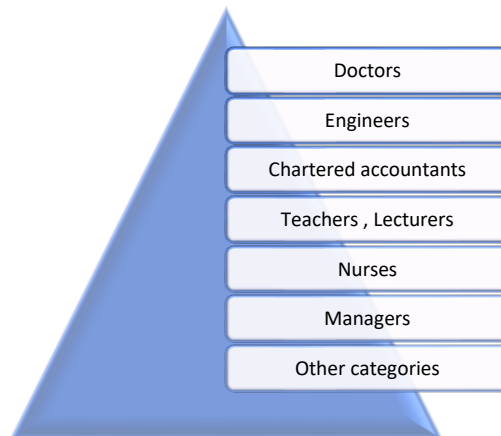 Doctors
Engineers
Chartered accountants
Teachers , Lecturers
Nurses
Managers
Other categories